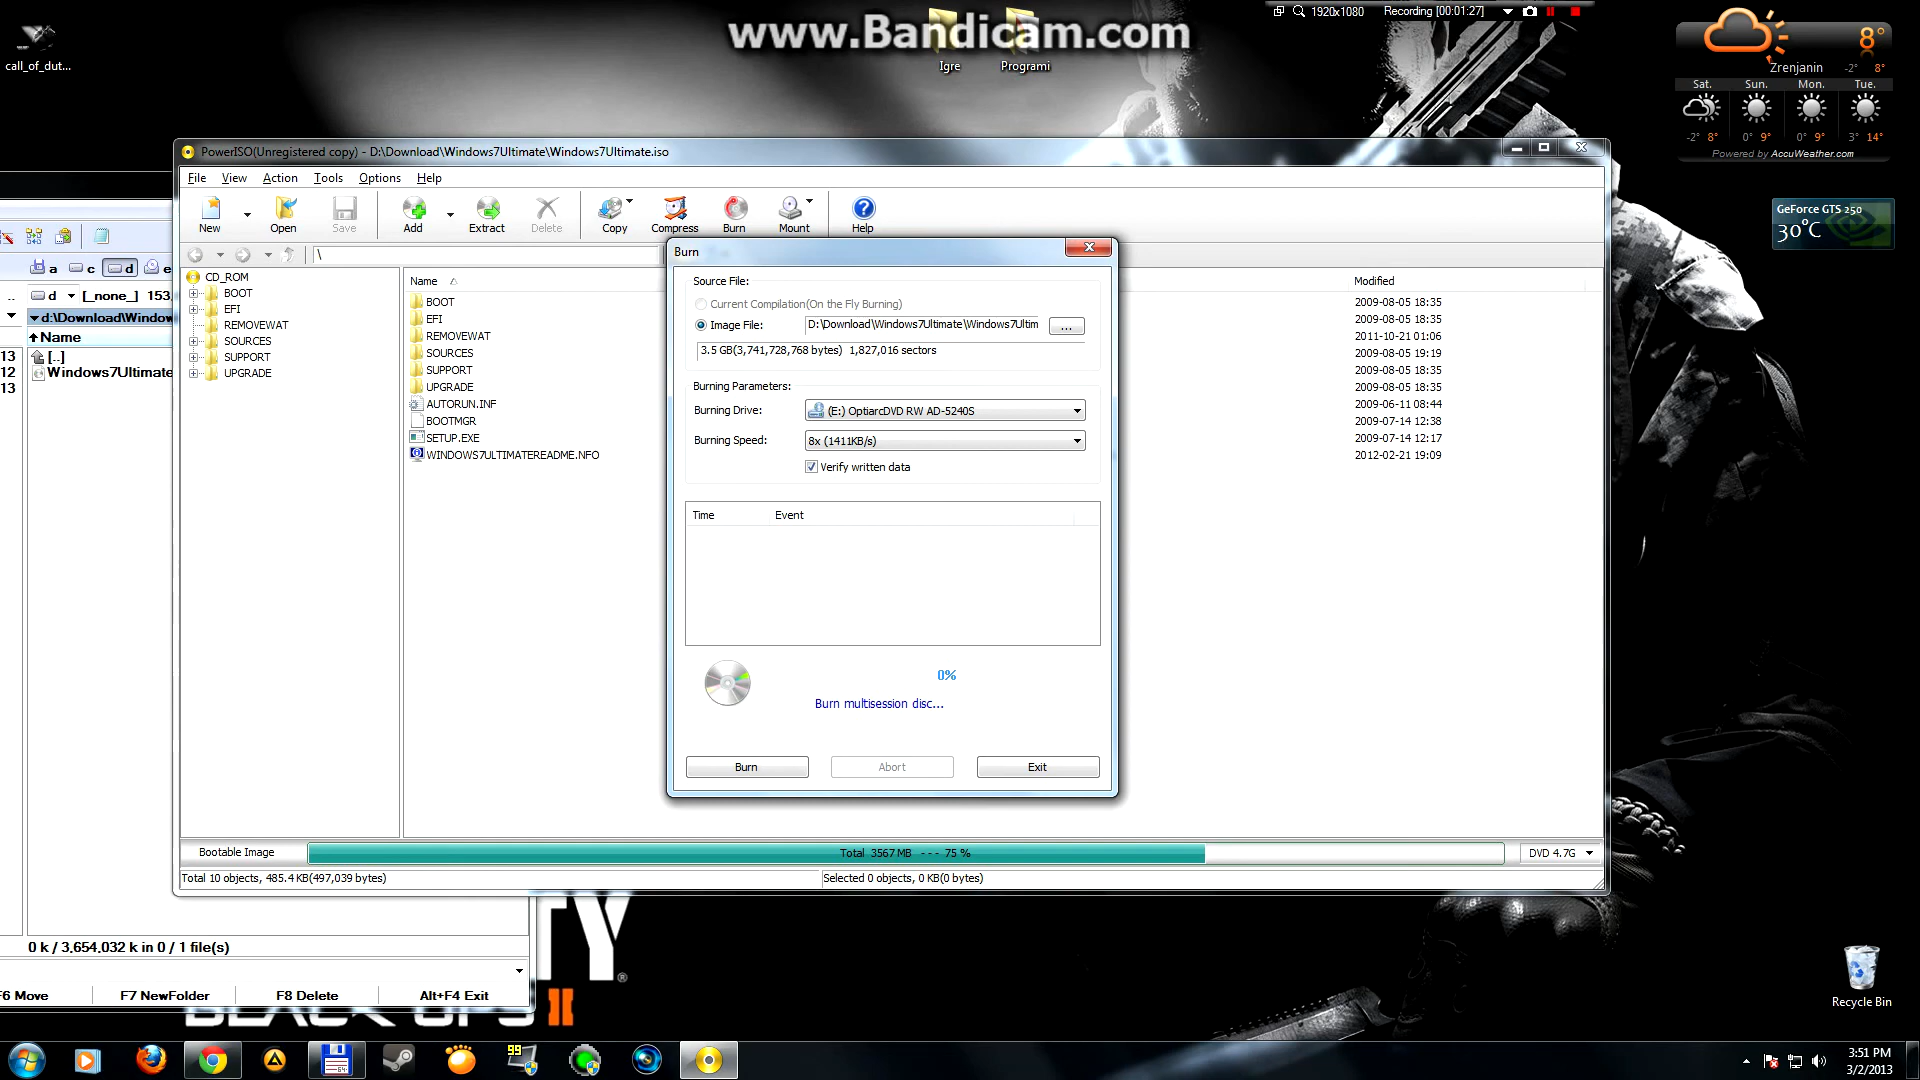 www.Bandicam.com
1920x1080 Recording [00:01:27]
call_of_dut...
Igre
Programi
8°
Zrenjanin -2° 8°
Sat. Sun. Mon. Tue.
-2° 8° 0° 9° 0° 9° 3° 14°
Powered by AccuWeather.com
GeForce GTS 250
30°C
PowerISO(Unregistered copy) - D:\Download\Windows7Ultimate\Windows7Ultimate.iso
File View Action Tools Options Help
New Open Save Add Extract Delete Copy Compress Burn Mount Help
\
CD_ROM
BOOT
EFI
REMOVEWAT
SOURCES
SUPPORT
UPGRADE
Name Modified
BOOT 2009-08-05 18:35
EFI 2009-08-05 18:35
REMOVEWAT 2011-10-21 01:06
SOURCES 2009-08-05 19:19
SUPPORT 2009-08-05 18:35
UPGRADE 2009-08-05 18:35
AUTORUN.INF 2009-06-11 08:44
BOOTMGR 2009-07-14 12:38
SETUP.EXE 2009-07-14 12:17
WINDOWS7ULTIMATEREADME.NFO 2012-02-21 19:09
Burn
Source File:
Current Compilation(On the Fly Burning)
Image File: D:\Download\Windows7Ultimate\Windows7Ultim ...
3.5 GB(3,741,728,768 bytes) 1,827,016 sectors
Burning Parameters:
Burning Drive: (E:) OptiarcDVD RW AD-5240S
Burning Speed: 8x (1411KB/s)
Verify written data
Time Event
0%
Burn multisession disc...
Burn Abort Exit
Bootable Image Total 3567 MB --- 75 % DVD 4.7G
Total 10 objects, 485.4 KB(497,039 bytes) Selected 0 objects, 0 KB(0 bytes)
a c d e
.. d [_none_] 153,
d:\Download\Window
Name
13 [..]
12 Windows7Ultimate
13
0 k / 3,654,032 k in 0 / 1 file(s)
F6 Move F7 NewFolder F8 Delete Alt+F4 Exit
TY®
BLACK OPS II
Recycle Bin
64
99
3:51 PM
3/2/2013